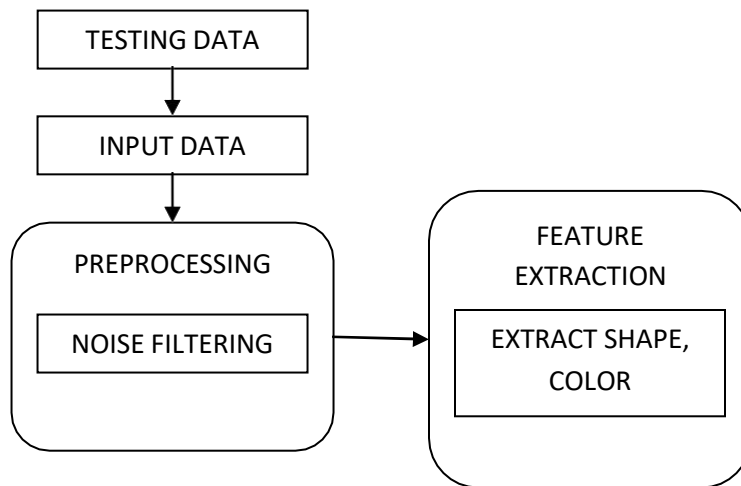 TESTING DATA
INPUT DATA
PREPROCESSING
NOISE FILTERING
FEATURE
EXTRACTION
EXTRACT SHAPE,
COLOR